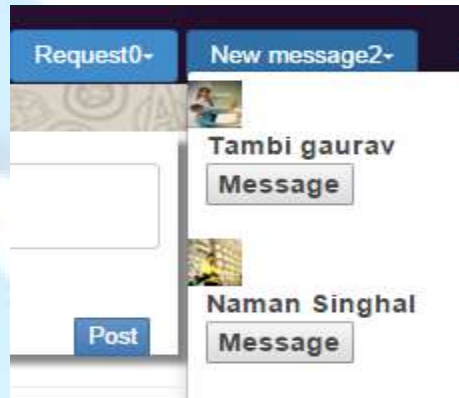 Request0 New message2
Tambi gaurav
Message
Naman Singhal
Message
Post